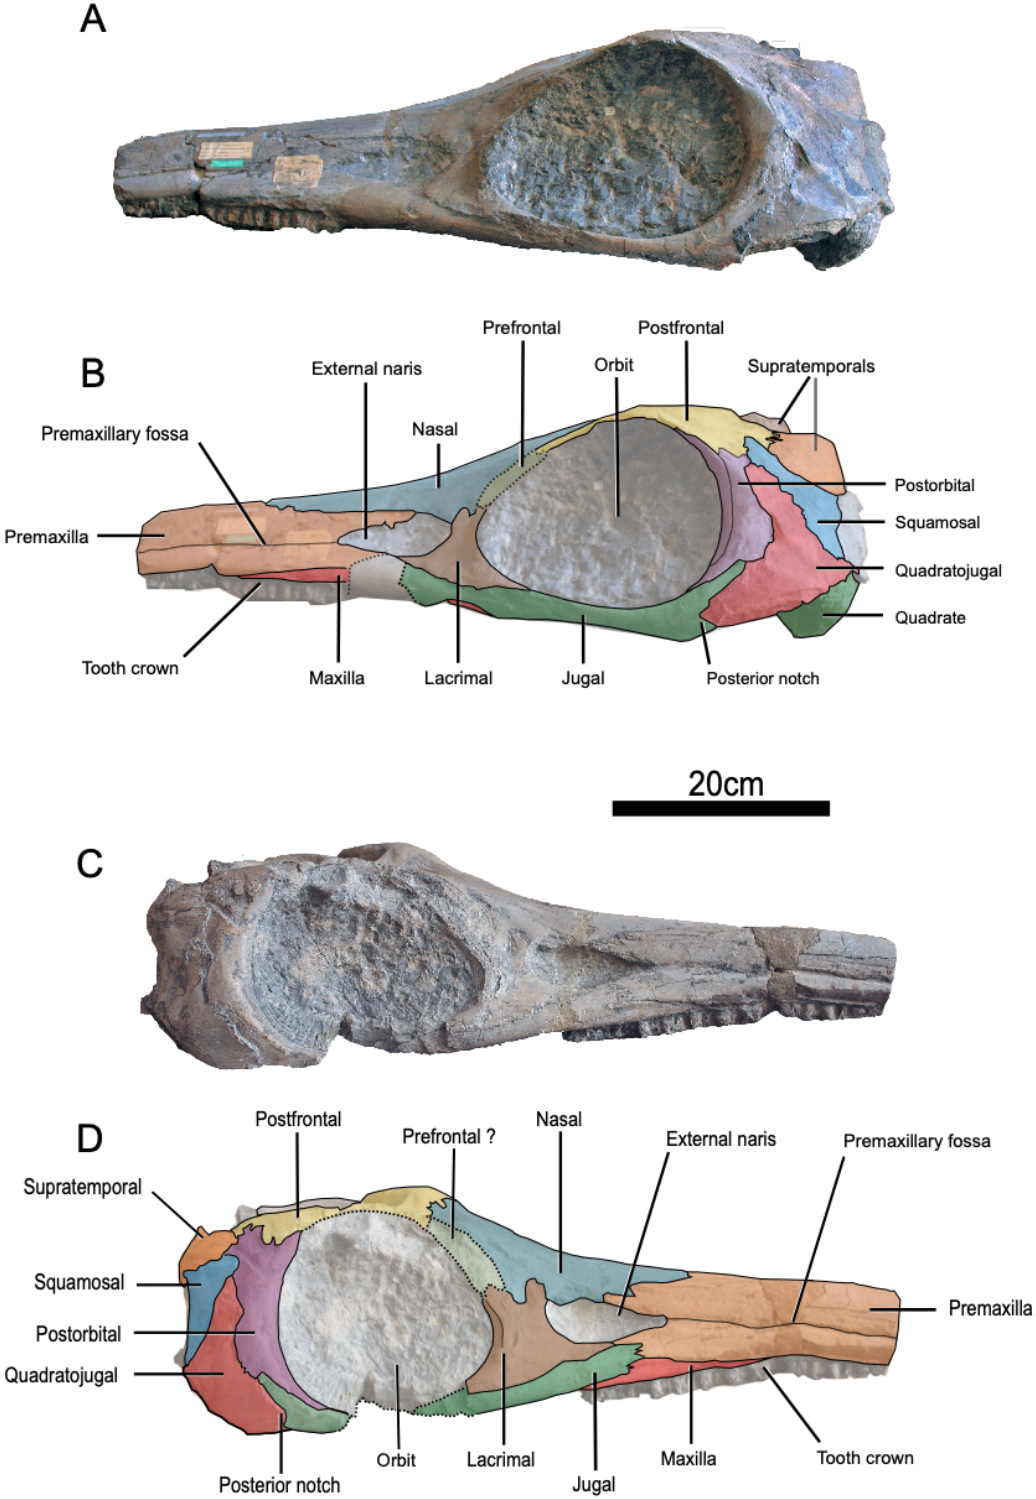 A
B
Prefrontal
Postfrontal
External naris
Orbit
Supratemporals
Premaxillary fossa
Nasal
Postorbital
Premaxilla
Squamosal
Quadratojugal
Quadrate
Tooth crown
Maxilla
Lacrimal
Jugal
Posterior notch
20cm
C
D
Postfrontal
Prefrontal ?
Nasal
External naris
Premaxillary fossa
Supratemporal
Squamosal
Premaxilla
Postorbital
Quadratojugal
Posterior notch
Orbit
Lacrimal
Jugal
Maxilla
Tooth crown